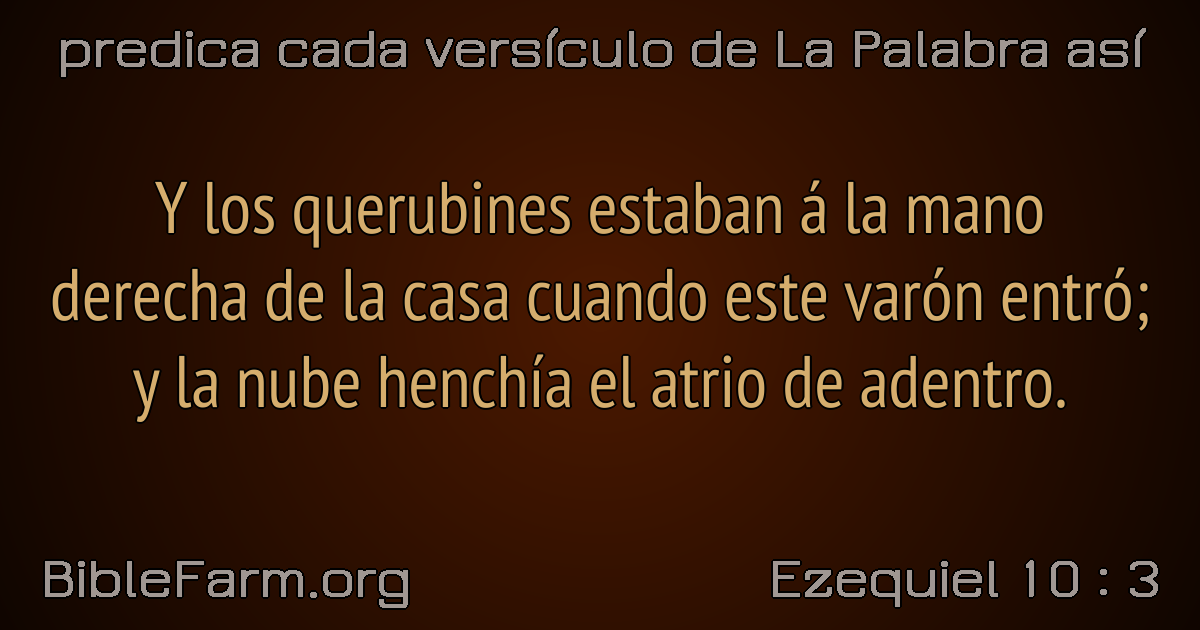 predica cada versículo de La Palabra así
Y los querubines estaban á la mano
derecha de la casa cuando este varón entró;
y la nube henchía el atrio de adentro.
BibleFarm.org
Ezequiel 10 : 3